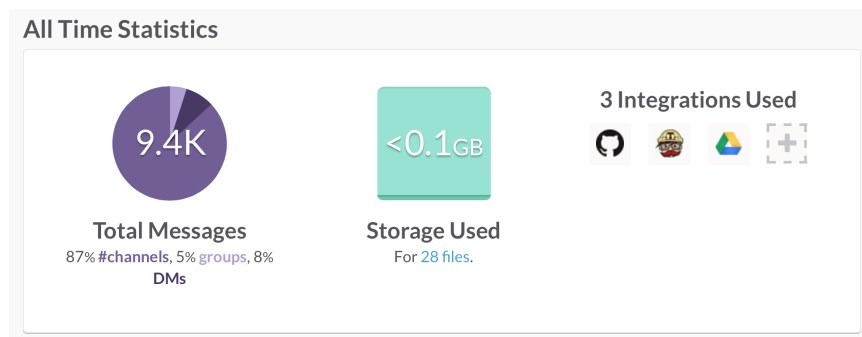 All Time Statistics
9.4K
Total Messages
87% #channels, 5% groups, 8%
DMs
<0.1GB
Storage Used
For 28 files.
3 Integrations Used